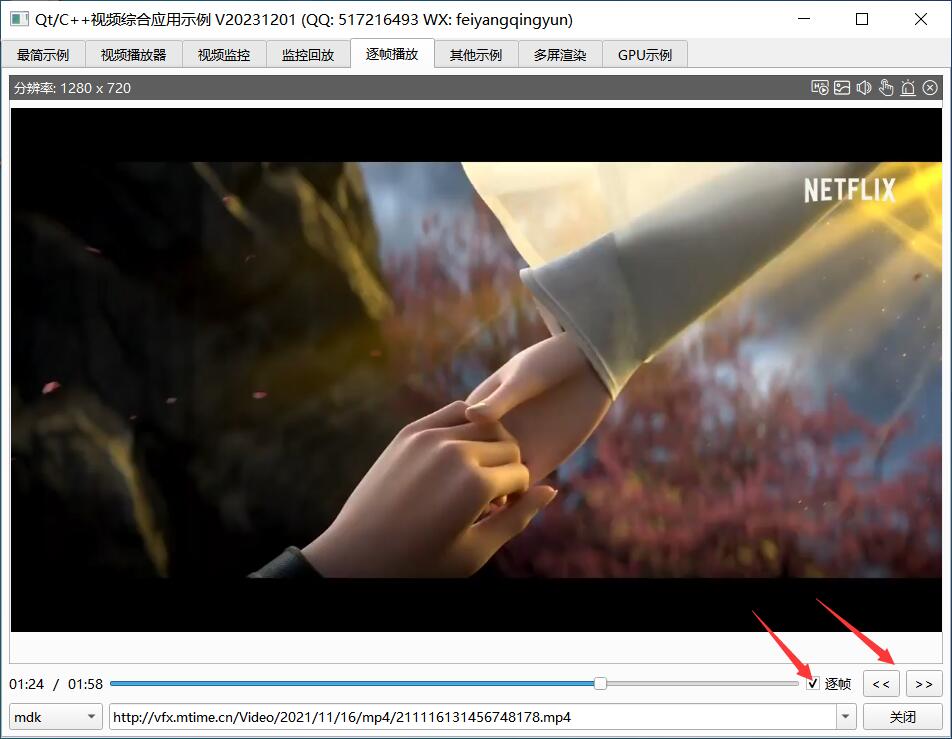 Qt/C++视频综合应用示例 V20231201 (QQ: 517216493 WX: feiyangqingyun)
最简示例 视频播放器 视频监控 监控回放 逐帧播放 其他示例 多屏渲染 GPU示例
分辨率: 1280 x 720
NETFLIX
01:24 / 01:58 逐帧 << >>
mdk http://vfx.mtime.cn/Video/2021/11/16/mp4/211116131456748178.mp4 关闭